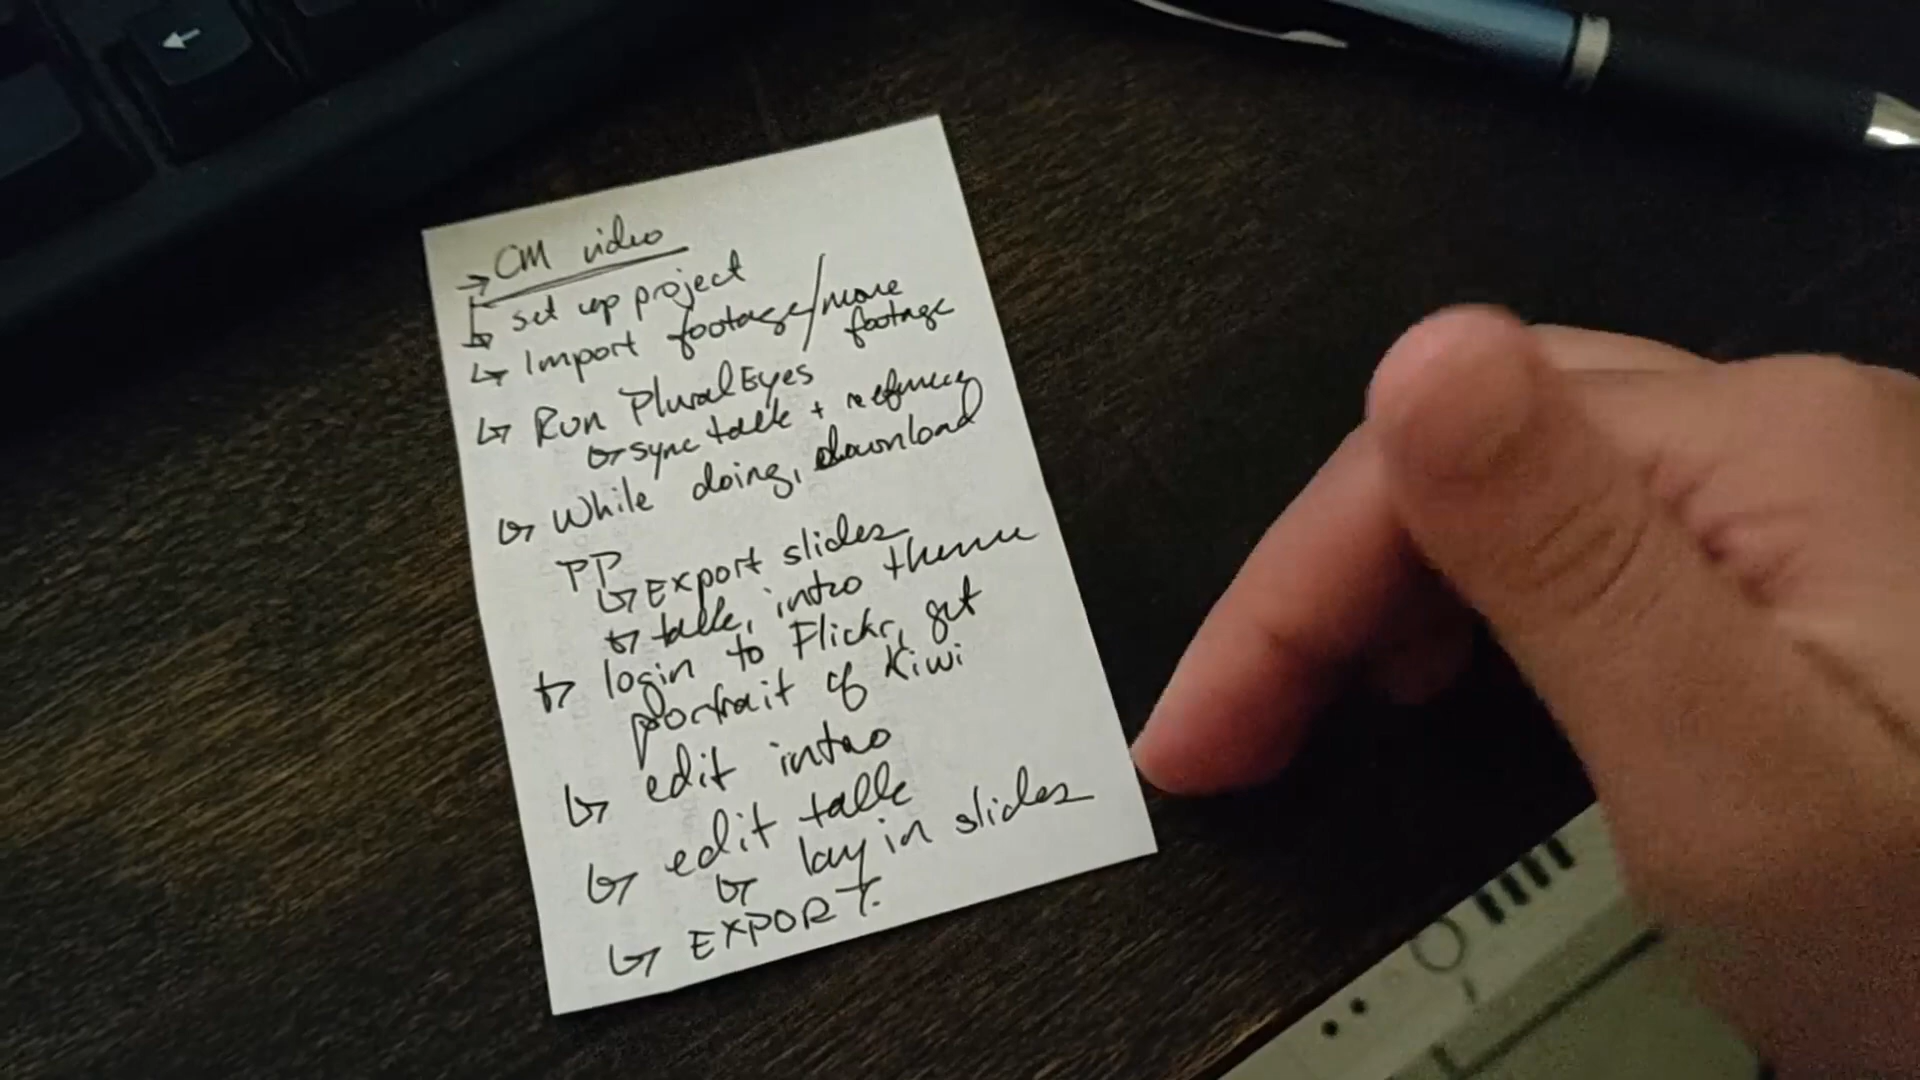 → CM video
↳ set up project
↳ Import footage/more footage
↳ Run PluralEyes
↳ sync talk + reference
↳ While doing, download
PP
↳ Export slides
↳ talk, intro theme
↳ login to Flickr, get
portrait of Kiwi
↳ edit intro
↳ edit talk
↳ lay in slides
↳ EXPORT.